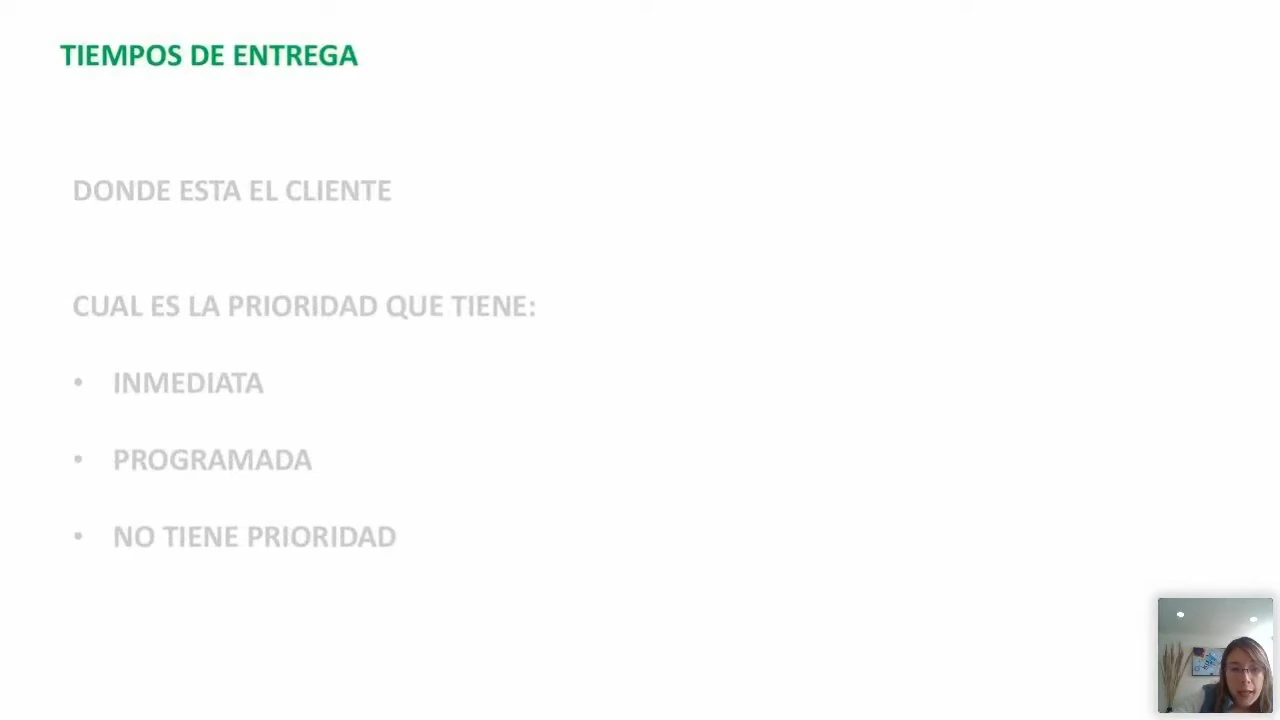 TIEMPOS DE ENTREGA
DONDE ESTA EL CLIENTE
CUAL ES LA PRIORIDAD QUE TIENE:
• INMEDIATA
• PROGRAMADA
• NO TIENE PRIORIDAD